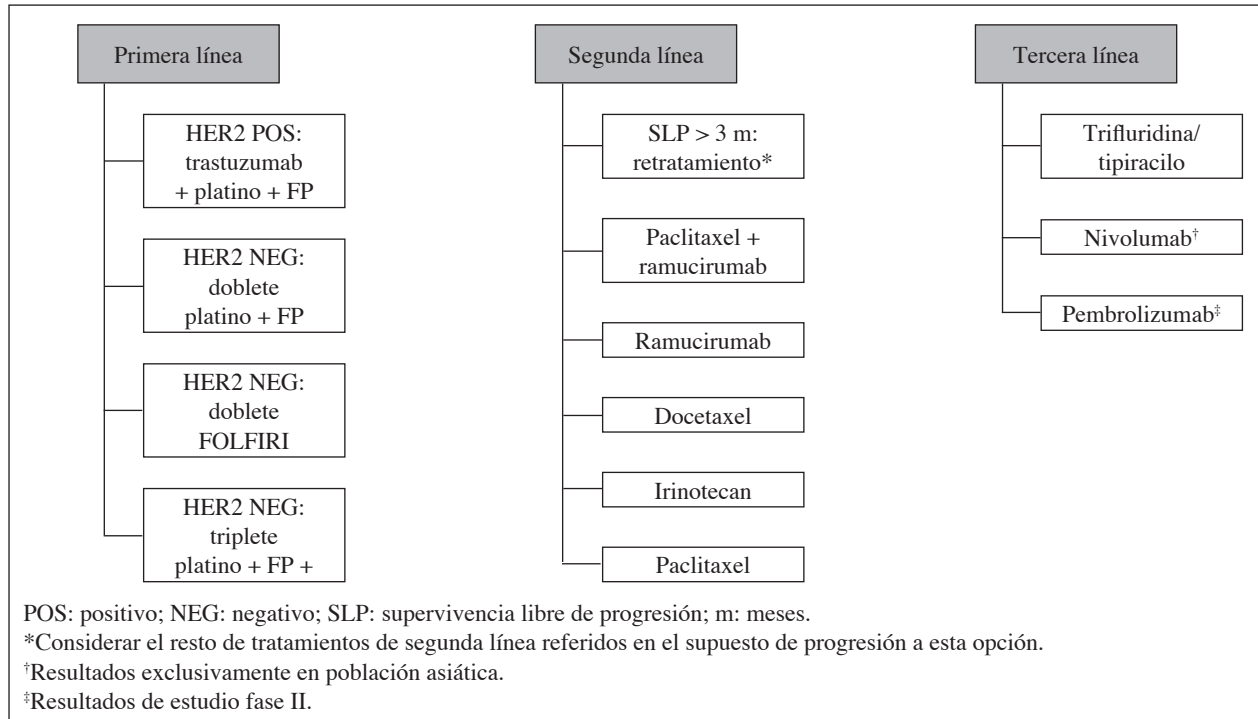 Primera línea
HER2 POS:
trastuzumab
+ platino + FP
HER2 NEG:
doblete
platino + FP
HER2 NEG:
doblete
FOLFIRI
HER2 NEG:
triplete
platino + FP +
Segunda línea
SLP > 3 m:
retratamiento*
Paclitaxel +
ramucirumab
Ramucirumab
Docetaxel
Irinotecan
Paclitaxel
Tercera línea
Trifluridina/
tipiracilo
Nivolumab†
Pembrolizumab‡
POS: positivo; NEG: negativo; SLP: supervivencia libre de progresión; m: meses.
*Considerar el resto de tratamientos de segunda línea referidos en el supuesto de progresión a esta opción.
†Resultados exclusivamente en población asiática.
‡Resultados de estudio fase II.